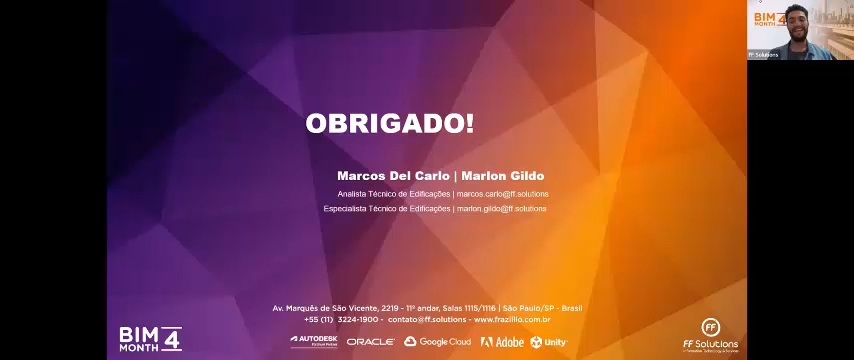 OBRIGADO!
Marcos Del Carlo | Marlon Gildo
Analista Técnico de Edificações | marcos.carlo@ff.solutions
Especialista Técnico de Edificações | marlon.gildo@ff.solutions
Av. Marquês de São Vicente, 2219 - 11º andar, Salas 1115/1116 | São Paulo/SP - Brasil
+55 (11) 3224-1900 - contato@ff.solutions - www.frazillio.com.br
BIM
MONTH 4
AUTODESK
ORACLE
Google Cloud
Adobe
Unity
FF
FF Solutions
BIM 4
FF Solutions